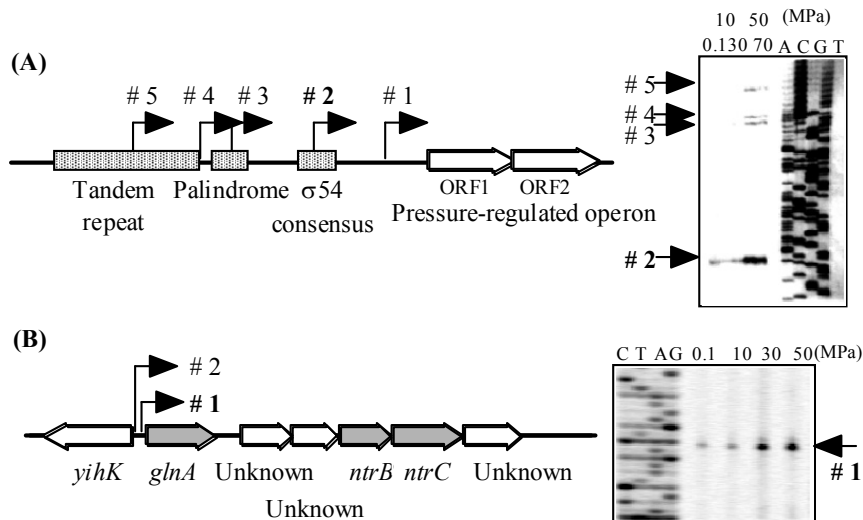 (A)
# 5 # 4 # 3 # 2 # 1
Tandem repeat
Palindrome
σ54 consensus
ORF1 ORF2
Pressure-regulated operon
10 50 (MPa)
0.1 30 70 A C G T
# 5
# 4
# 3
# 2
(B)
# 2
# 1
yihK glnA Unknown ntrB ntrC Unknown
Unknown
C T A G 0.1 10 30 50 (MPa)
# 1